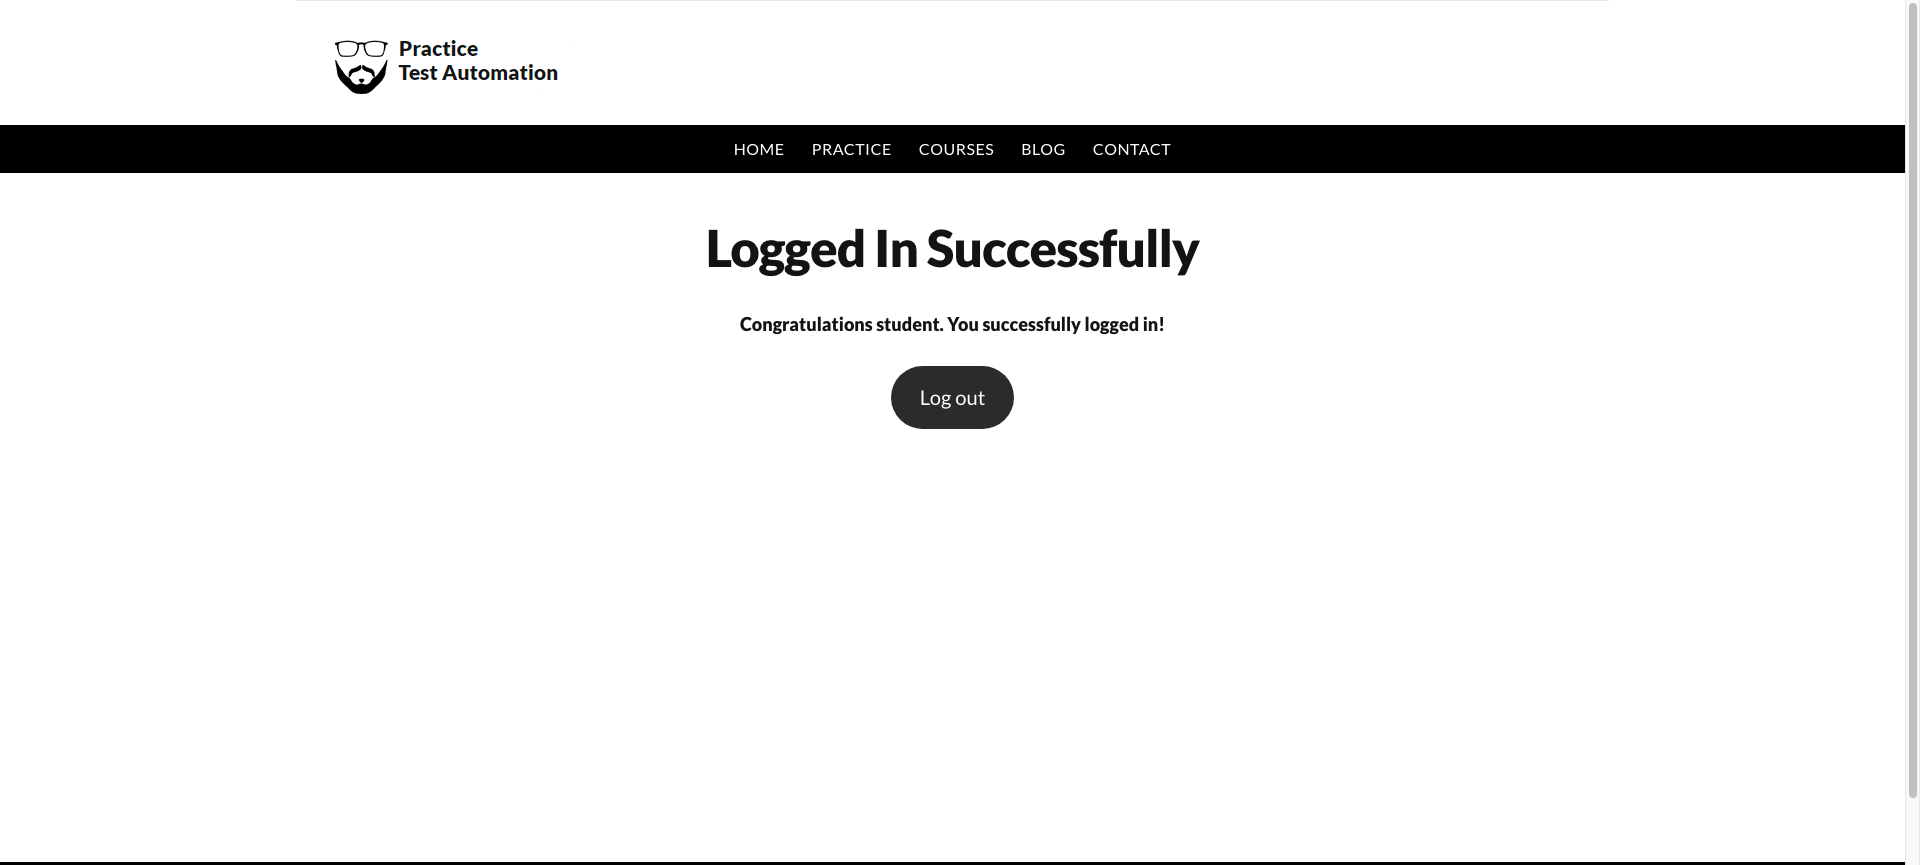 Practice
Test Automation
HOME PRACTICE COURSES BLOG CONTACT
Logged In Successfully
Congratulations student. You successfully logged in!
Log out